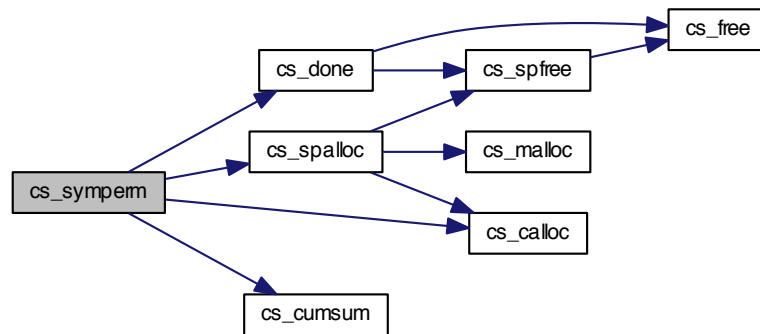 cs_free
cs_done
cs_spfree
cs_spalloc
cs_malloc
cs_symperm
cs_calloc
cs_cumsum